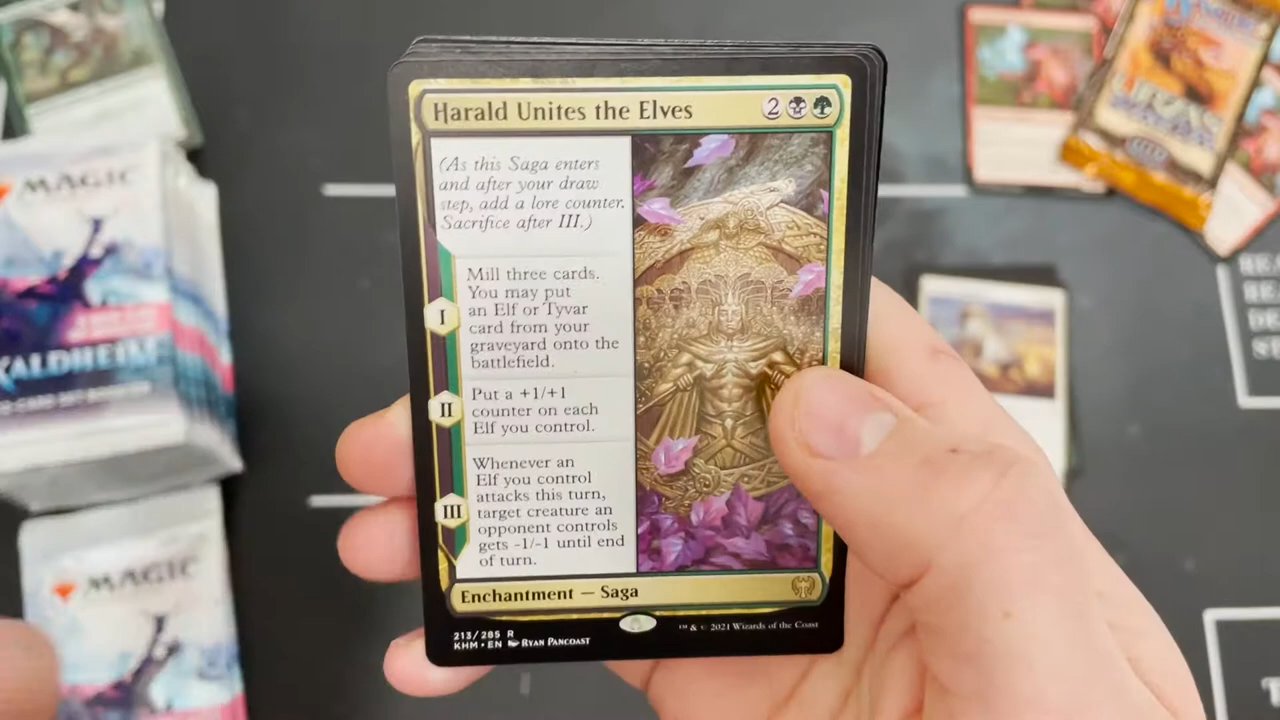 Harald Unites the Elves 2
(As this Saga enters
and after your draw
step, add a lore counter.
Sacrifice after III.)
I
Mill three cards.
You may put
an Elf or Tyvar
card from your
graveyard onto the
battlefield.
II
Put a +1/+1
counter on each
Elf you control.
III
Whenever an
Elf you control
attacks this turn,
target creature an
opponent controls
gets -1/-1 until end
of turn.
Enchantment — Saga
213/285 R
KHM • EN RYAN PANCOAST
™ & © 2021 Wizards of the Coast
MAGIC
KALDHEIM
MAGIC